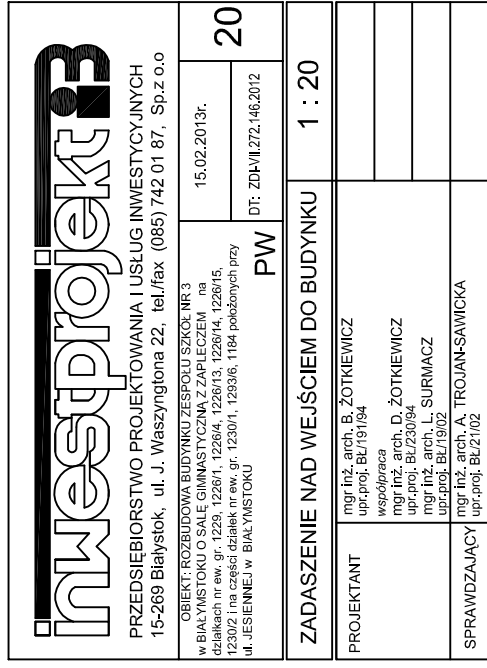 inwestprojekt
PRZEDSIĘBIORSTWO PROJEKTOWANIA I USŁUG INWESTYCYJNYCH
15-269 Białystok, ul. J. Waszyngtona 22, tel./fax (085) 742 01 87, Sp.z o.o
OBIEKT: ROZBUDOWA BUDYNKU ZESPOŁU SZKÓŁ NR 3
w BIAŁYMSTOKU O SALĘ GIMNASTYCZNĄ Z ZAPLECZEM na
działkach nr ew. gr. 1229, 1226/1, 1226/4, 1226/13, 1226/14, 1226/15,
1230/2 i na części działek nr ew. gr. 1230/1, 1293/6, 1184 położonych przy
ul. JESIENNEJ w BIAŁYMSTOKU
PW
15.02.2013r.
DT: ZDI-VII.272.146.2012
20
ZADASZENIE NAD WEJŚCIEM DO BUDYNKU
1 : 20
PROJEKTANT
mgr inż. arch. B. ŻOTKIEWICZ
upr.proj. BŁ/191/94
współpraca
mgr inż. arch. D. ŻOTKIEWICZ
upr.proj. BŁ/230/94
mgr inż. arch. L. SURMACZ
upr.proj. BŁ/19/02
SPRAWDZAJĄCY
mgr inż. arch. A. TROJAN-SAWICKA
upr.proj. BŁ/21/02